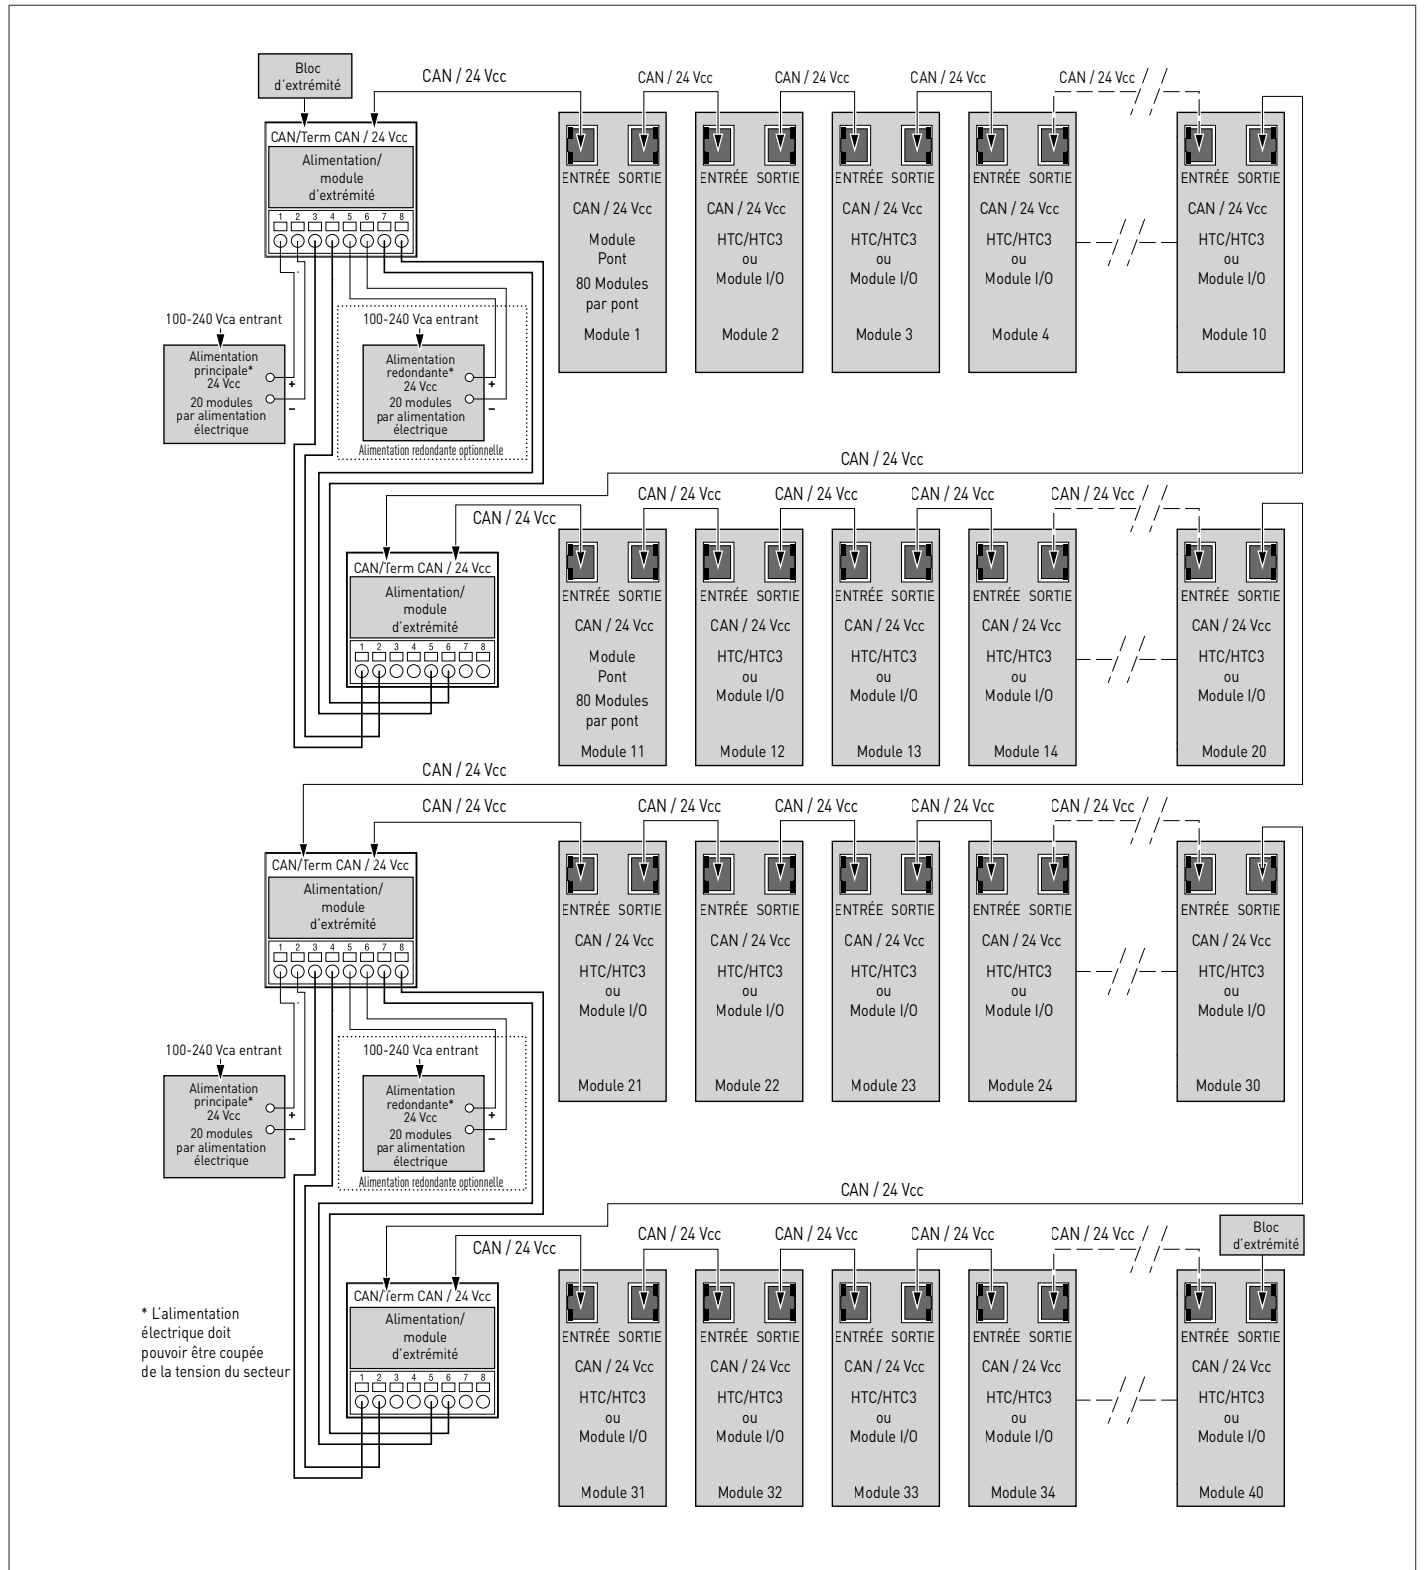 Bloc
d'extrémité
CAN / 24 Vcc
CAN / 24 Vcc
CAN / 24 Vcc
CAN / 24 Vcc
CAN / 24 Vcc
CAN/Term CAN / 24 Vcc
Alimentation/
module
d'extrémité
1 2 3 4 5 6 7 8
ENTRÉE SORTIE
CAN / 24 Vcc
Module
Pont
80 Modules
par pont
Module 1
ENTRÉE SORTIE
CAN / 24 Vcc
HTC/HTC3
ou
Module I/O
Module 2
ENTRÉE SORTIE
CAN / 24 Vcc
HTC/HTC3
ou
Module I/O
Module 3
ENTRÉE SORTIE
CAN / 24 Vcc
HTC/HTC3
ou
Module I/O
Module 4
ENTRÉE SORTIE
CAN / 24 Vcc
HTC/HTC3
ou
Module I/O
Module 10
100-240 Vca entrant
Alimentation
principale*
24 Vcc
20 modules
par alimentation
électrique
+
–
100-240 Vca entrant
Alimentation
redondante*
24 Vcc
20 modules
par alimentation
électrique
+
–
Alimentation redondante optionnelle
CAN / 24 Vcc
CAN / 24 Vcc
CAN / 24 Vcc
CAN / 24 Vcc
CAN / 24 Vcc
CAN / 24 Vcc
CAN/Term CAN / 24 Vcc
Alimentation/
module
d'extrémité
1 2 3 4 5 6 7 8
ENTRÉE SORTIE
CAN / 24 Vcc
Module
Pont
80 Modules
par pont
Module 11
ENTRÉE SORTIE
CAN / 24 Vcc
HTC/HTC3
ou
Module I/O
Module 12
ENTRÉE SORTIE
CAN / 24 Vcc
HTC/HTC3
ou
Module I/O
Module 13
ENTRÉE SORTIE
CAN / 24 Vcc
HTC/HTC3
ou
Module I/O
Module 14
ENTRÉE SORTIE
CAN / 24 Vcc
HTC/HTC3
ou
Module I/O
Module 20
CAN / 24 Vcc
CAN / 24 Vcc
CAN / 24 Vcc
CAN / 24 Vcc
CAN / 24 Vcc
CAN / 24 Vcc
CAN/Term CAN / 24 Vcc
Alimentation/
module
d'extrémité
1 2 3 4 5 6 7 8
ENTRÉE SORTIE
CAN / 24 Vcc
HTC/HTC3
ou
Module I/O
Module 21
ENTRÉE SORTIE
CAN / 24 Vcc
HTC/HTC3
ou
Module I/O
Module 22
ENTRÉE SORTIE
CAN / 24 Vcc
HTC/HTC3
ou
Module I/O
Module 23
ENTRÉE SORTIE
CAN / 24 Vcc
HTC/HTC3
ou
Module I/O
Module 24
ENTRÉE SORTIE
CAN / 24 Vcc
HTC/HTC3
ou
Module I/O
Module 30
100-240 Vca entrant
Alimentation
principale*
24 Vcc
20 modules
par alimentation
électrique
+
–
100-240 Vca entrant
Alimentation
redondante*
24 Vcc
20 modules
par alimentation
électrique
+
–
Alimentation redondante optionnelle
CAN / 24 Vcc
CAN / 24 Vcc
CAN / 24 Vcc
CAN / 24 Vcc
CAN / 24 Vcc
CAN / 24 Vcc
Bloc
d'extrémité
CAN/Term CAN / 24 Vcc
Alimentation/
module
d'extrémité
1 2 3 4 5 6 7 8
ENTRÉE SORTIE
CAN / 24 Vcc
HTC/HTC3
ou
Module I/O
Module 31
ENTRÉE SORTIE
CAN / 24 Vcc
HTC/HTC3
ou
Module I/O
Module 32
ENTRÉE SORTIE
CAN / 24 Vcc
HTC/HTC3
ou
Module I/O
Module 33
ENTRÉE SORTIE
CAN / 24 Vcc
HTC/HTC3
ou
Module I/O
Module 34
ENTRÉE SORTIE
CAN / 24 Vcc
HTC/HTC3
ou
Module I/O
Module 40
* L'alimentation
électrique doit
pouvoir être coupée
de la tension du secteur